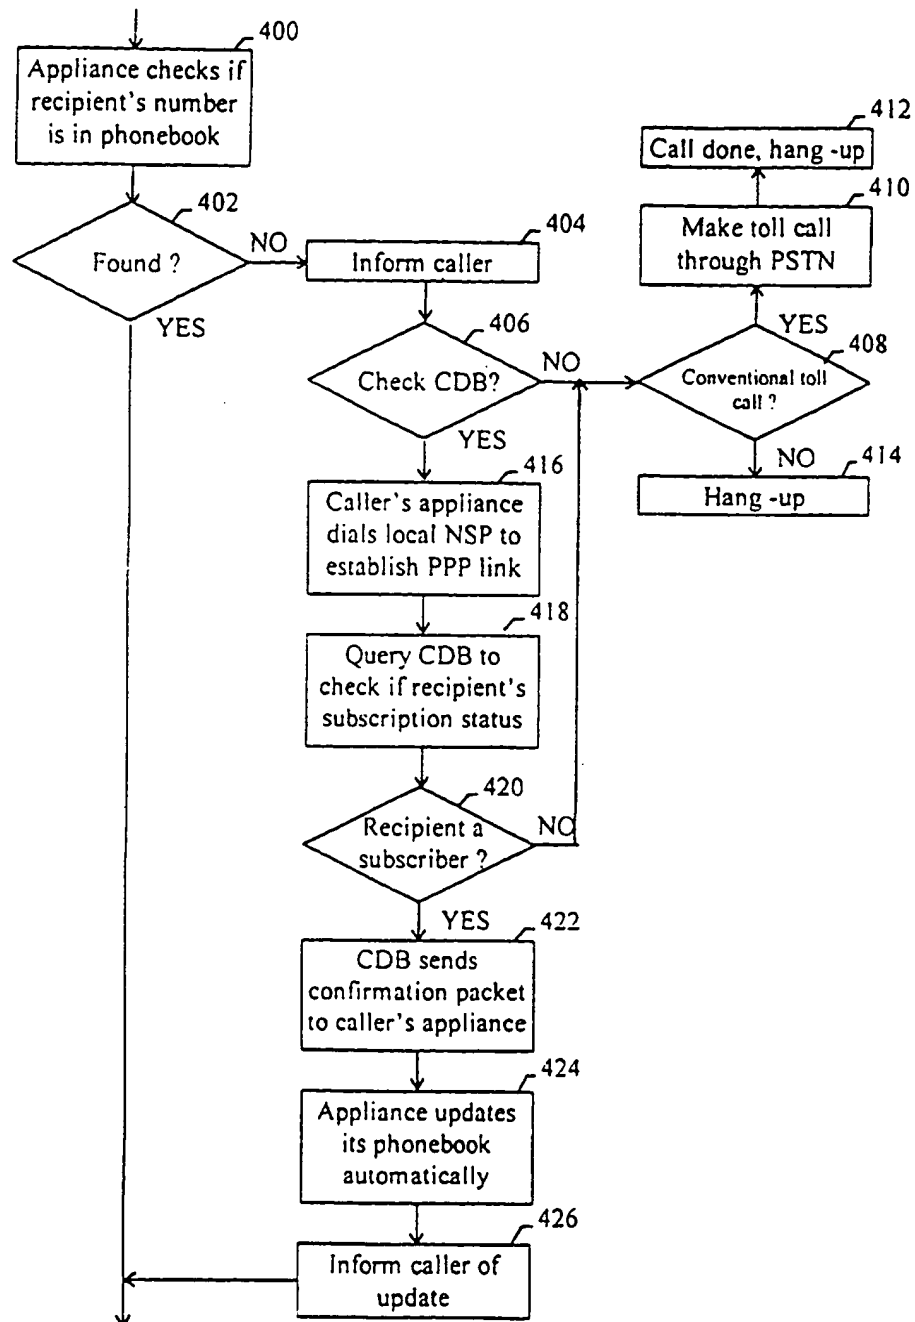 400
Appliance checks if
recipient's number
is in phonebook
402
Found ?
NO
YES
404
Inform caller
406
Check CDB?
NO
YES
412
Call done, hang -up
410
Make toll call
through PSTN
YES
408
Conventional toll
call ?
NO
414
Hang -up
416
Caller's appliance
dials local NSP to
establish PPP link
418
Query CDB to
check if recipient's
subscription status
420
Recipient a
subscriber ?
NO
YES
422
CDB sends
confirmation packet
to caller's appliance
424
Appliance updates
its phonebook
automatically
426
Inform caller of
update